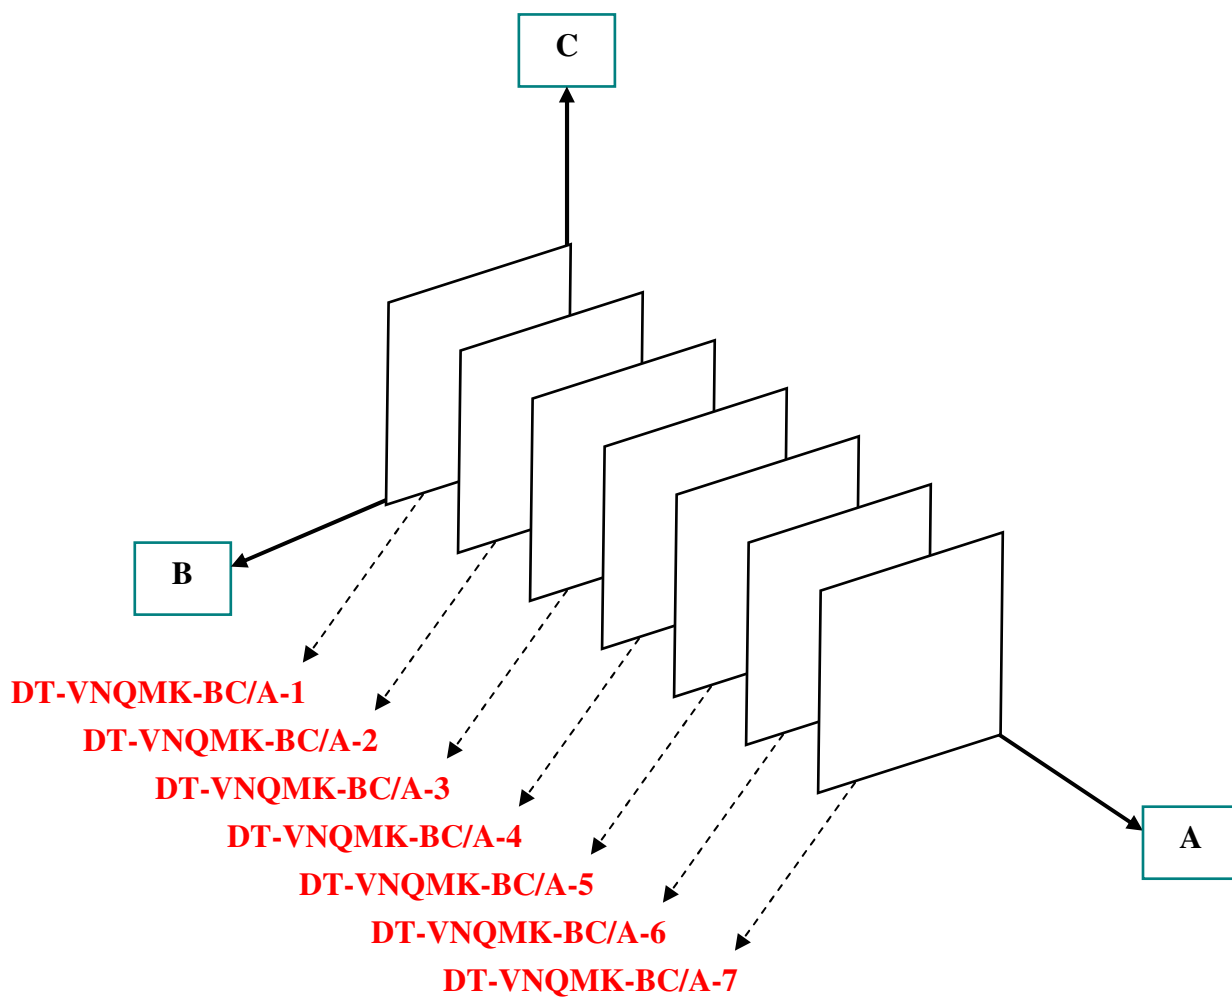 C
B
DT-VNQMK-BC/A-1
DT-VNQMK-BC/A-2
DT-VNQMK-BC/A-3
DT-VNQMK-BC/A-4
A
DT-VNQMK-BC/A-5
DT-VNQMK-BC/A-6
DT-VNQMK-BC/A-7